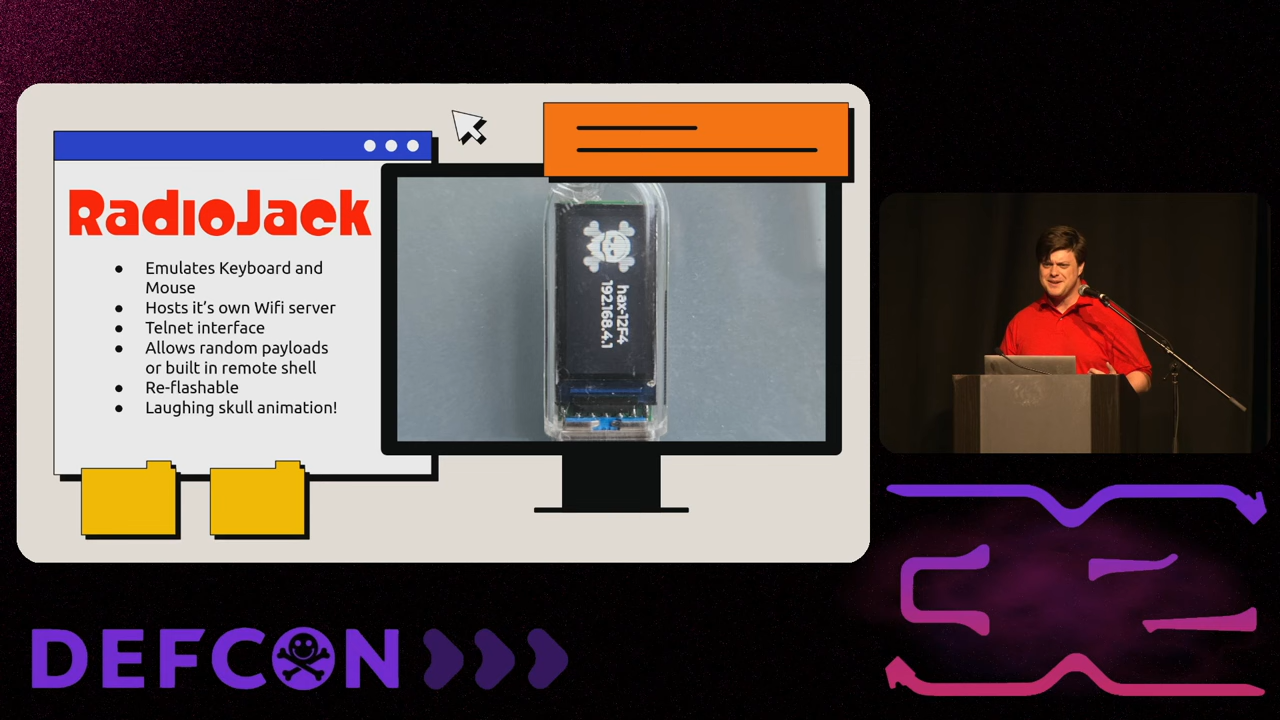 RadioJack
Emulates Keyboard and
Mouse
Hosts it’s own Wifi server
Telnet interface
Allows random payloads
or built in remote shell
Re-flashable
Laughing skull animation!
hax-12F4
192.168.4.1
DEFCON